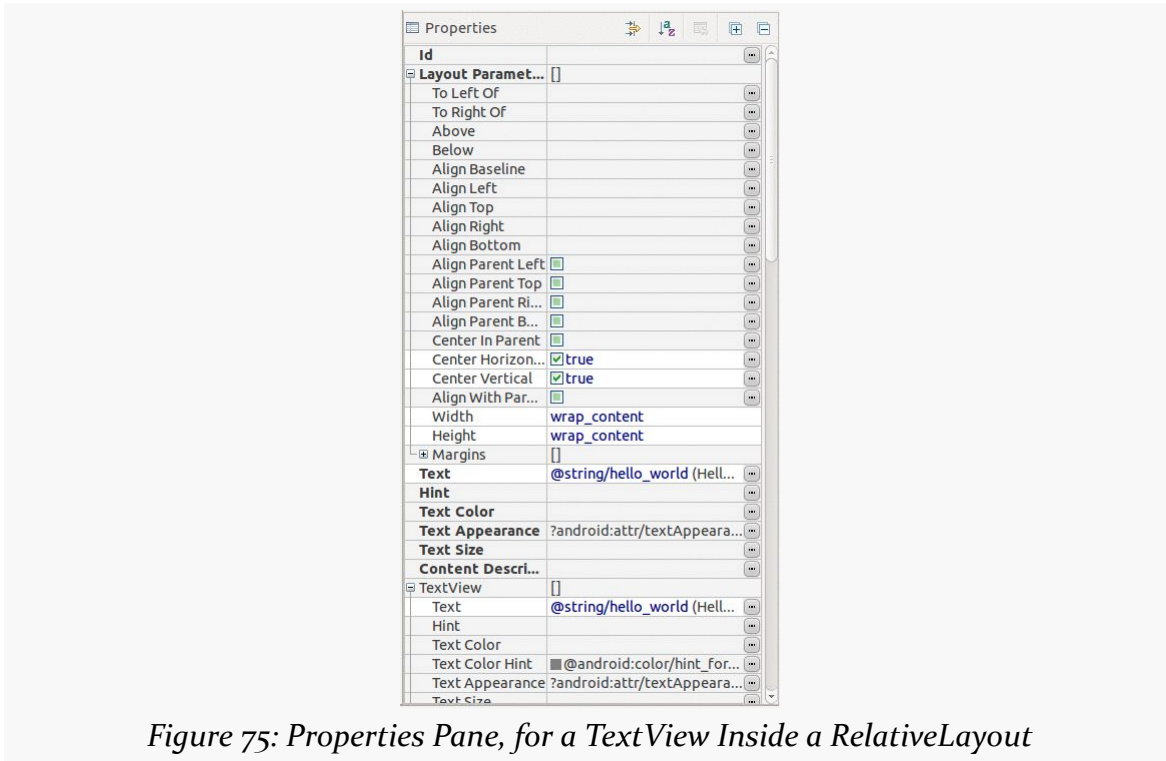 Properties
Id
Layout Paramet... []
To Left Of
To Right Of
Above
Below
Align Baseline
Align Left
Align Top
Align Right
Align Bottom
Align Parent Left
Align Parent Top
Align Parent Ri...
Align Parent B...
Center In Parent
Center Horizon... true
Center Vertical true
Align With Par...
Width wrap_content
Height wrap_content
Margins []
Text @string/hello_world (Hell...
Hint
Text Color
Text Appearance ?android:attr/textAppeara...
Text Size
Content Descri...
TextView []
Text @string/hello_world (Hell...
Hint
Text Color
Text Color Hint @android:color/hint_for...
Text Appearance ?android:attr/textAppeara...
Text Size
Figure 75: Properties Pane, for a TextView Inside a RelativeLayout